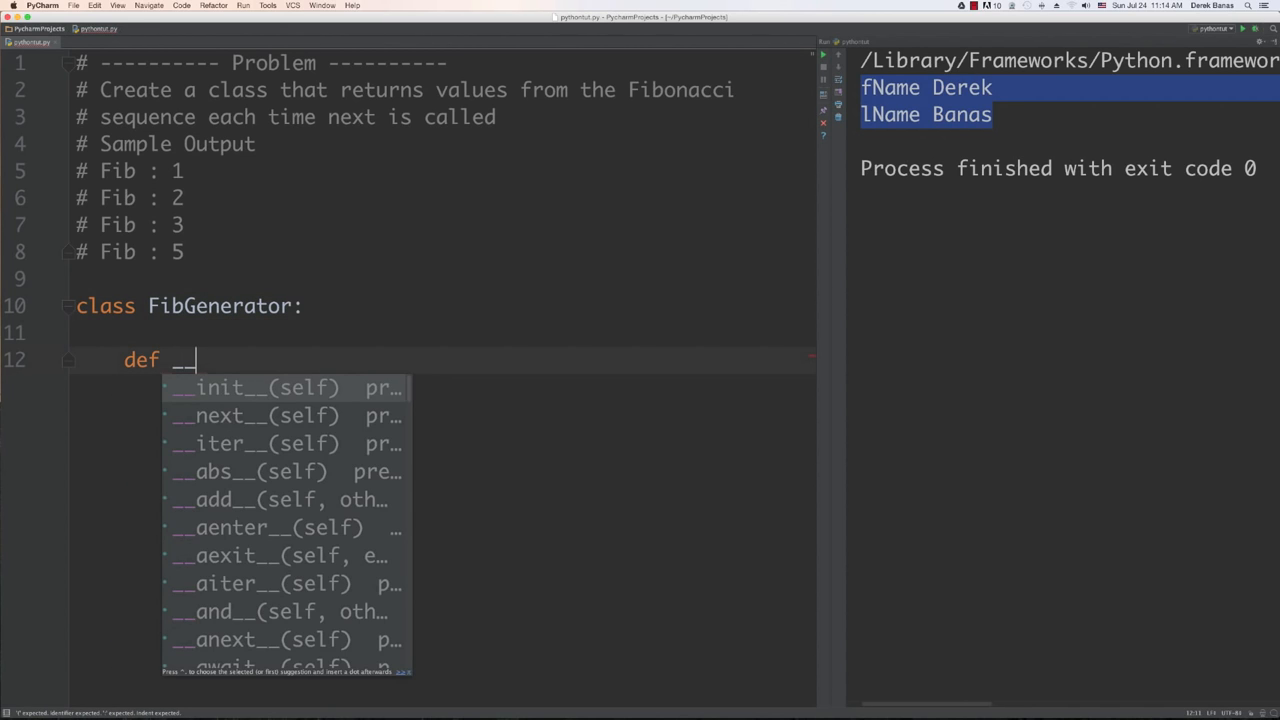 PyCharm File Edit View Navigate Code Refactor Run Tools VCS Window Help 10 Sun Jul 24 11:14 AM Derek Banas
pythontut.py - PycharmProjects - [~/PycharmProjects]
PycharmProjects pythontut.py pythontut
pythontut.py
Run: pythontut
1 # ---------- Problem ----------
2 # Create a class that returns values from the Fibonacci
3 # sequence each time next is called
4 # Sample Output
5 # Fib : 1
6 # Fib : 2
7 # Fib : 3
8 # Fib : 5
9
10 class FibGenerator:
11
12 def __
__init__(self) pr...
__next__(self) pr...
__iter__(self) pr...
__abs__(self) pre...
__add__(self, oth...
__aenter__(self) ...
__aexit__(self, e...
__aiter__(self) p...
__and__(self, oth...
__anext__(self) p...
__await__(self) p
Press ^. to choose the selected (or first) suggestion and insert a dot afterwards >>
/Library/Frameworks/Python.framewor
fName Derek
lName Banas
Process finished with exit code 0
'(' expected. Identifier expected. ':' expected. Indent expected.
12:11 LF÷ UTF-8÷